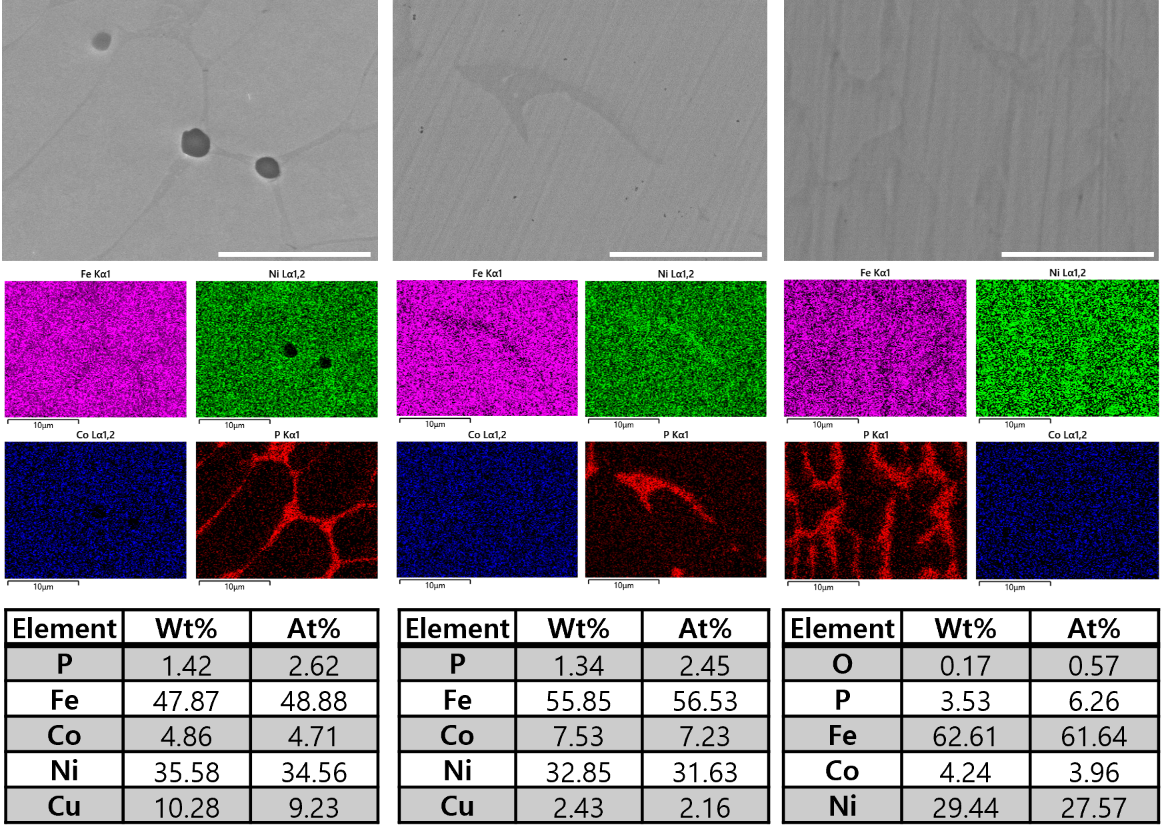 Fe Kα1 Ni Lα1,2 Fe Kα1 Ni Lα1,2 Fe Kα1 Ni Lα1,2
10μm 10μm 10μm 10μm 10μm 10μm
Co Lα1,2 P Kα1 Co Lα1,2 P Kα1 P Kα1 Co Lα1,2
10μm 10μm 10μm 10μm 10μm 10μm
Element Wt% At%
P 1.42 2.62
Fe 47.87 48.88
Co 4.86 4.71
Ni 35.58 34.56
Cu 10.28 9.23
Element Wt% At%
P 1.34 2.45
Fe 55.85 56.53
Co 7.53 7.23
Ni 32.85 31.63
Cu 2.43 2.16
Element Wt% At%
O 0.17 0.57
P 3.53 6.26
Fe 62.61 61.64
Co 4.24 3.96
Ni 29.44 27.57